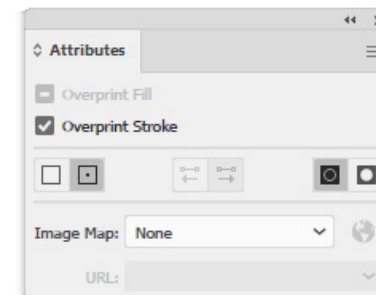 Attributes
Overprint Fill
Overprint Stroke
Image Map: None
URL: